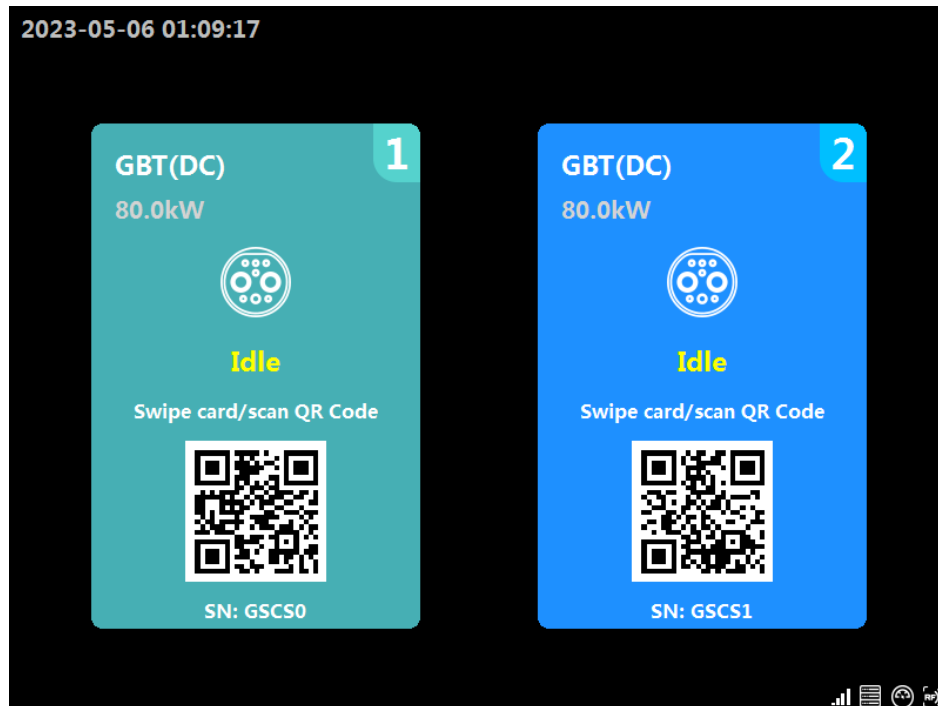 2023-05-06 01:09:17
1
GBT(DC)
80.0kW
Idle
Swipe card/scan QR Code
SN: GSCS0
2
GBT(DC)
80.0kW
Idle
Swipe card/scan QR Code
SN: GSCS1
RF